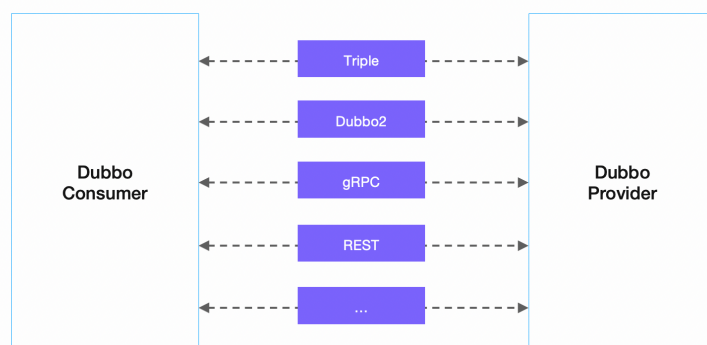 Triple
Dubbo2
Dubbo
Consumer
gRPC
Dubbo
Provider
REST
...